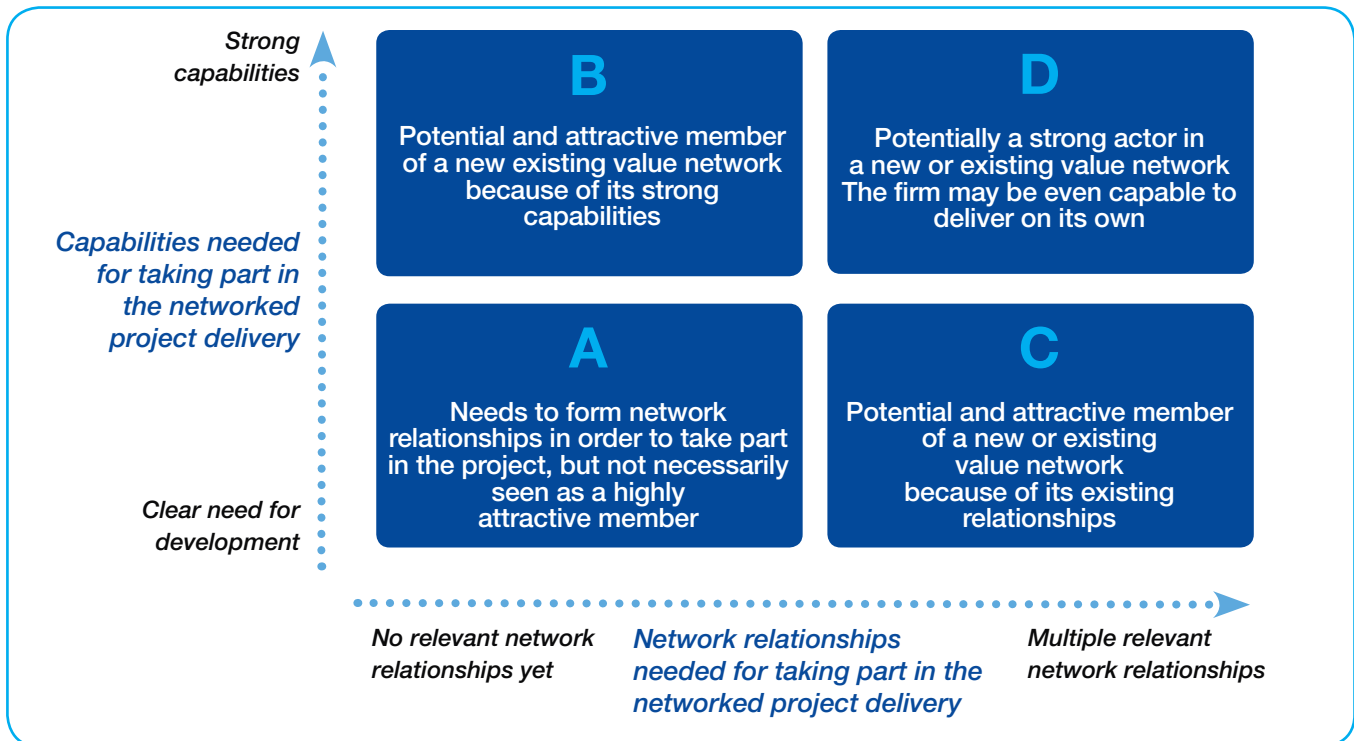 Strong
capabilities
Capabilities needed
for taking part in
the networked
project delivery
Clear need for
development
B
Potential and attractive member
of a new existing value network
because of its strong
capabilities
D
Potentially a strong actor in
a new or existing value network
The firm may be even capable to
deliver on its own
A
Needs to form network
relationships in order to take part
in the project, but not necessarily
seen as a highly
attractive member
C
Potential and attractive member
of a new or existing
value network
because of its existing
relationships
No relevant network
relationships yet
Network relationships
needed for taking part in the
networked project delivery
Multiple relevant
network relationships